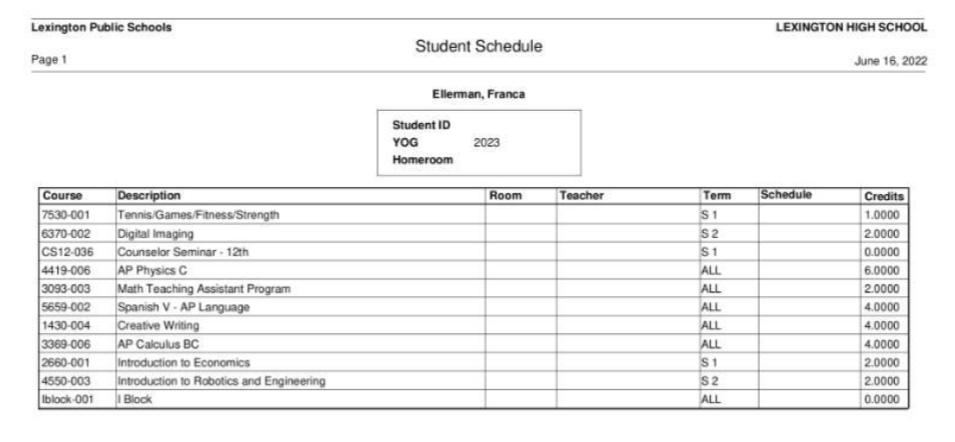 Lexington Public Schools LEXINGTON HIGH SCHOOL
Student Schedule
Page 1 June 16, 2022
Ellerman, Franca
Student ID
YOG 2023
Homeroom
Course Description Room Teacher Term Schedule Credits
7530-001 Tennis/Games/Fitness/Strength S 1 1.0000
6370-002 Digital Imaging S 2 2.0000
CS12-036 Counselor Seminar - 12th S 1 0.0000
4419-006 AP Physics C ALL 6.0000
3093-003 Math Teaching Assistant Program ALL 2.0000
5659-002 Spanish V - AP Language ALL 4.0000
1430-004 Creative Writing ALL 4.0000
3369-006 AP Calculus BC ALL 4.0000
2660-001 Introduction to Economics S 1 2.0000
4550-003 Introduction to Robotics and Engineering S 2 2.0000
Iblock-001 I Block ALL 0.0000